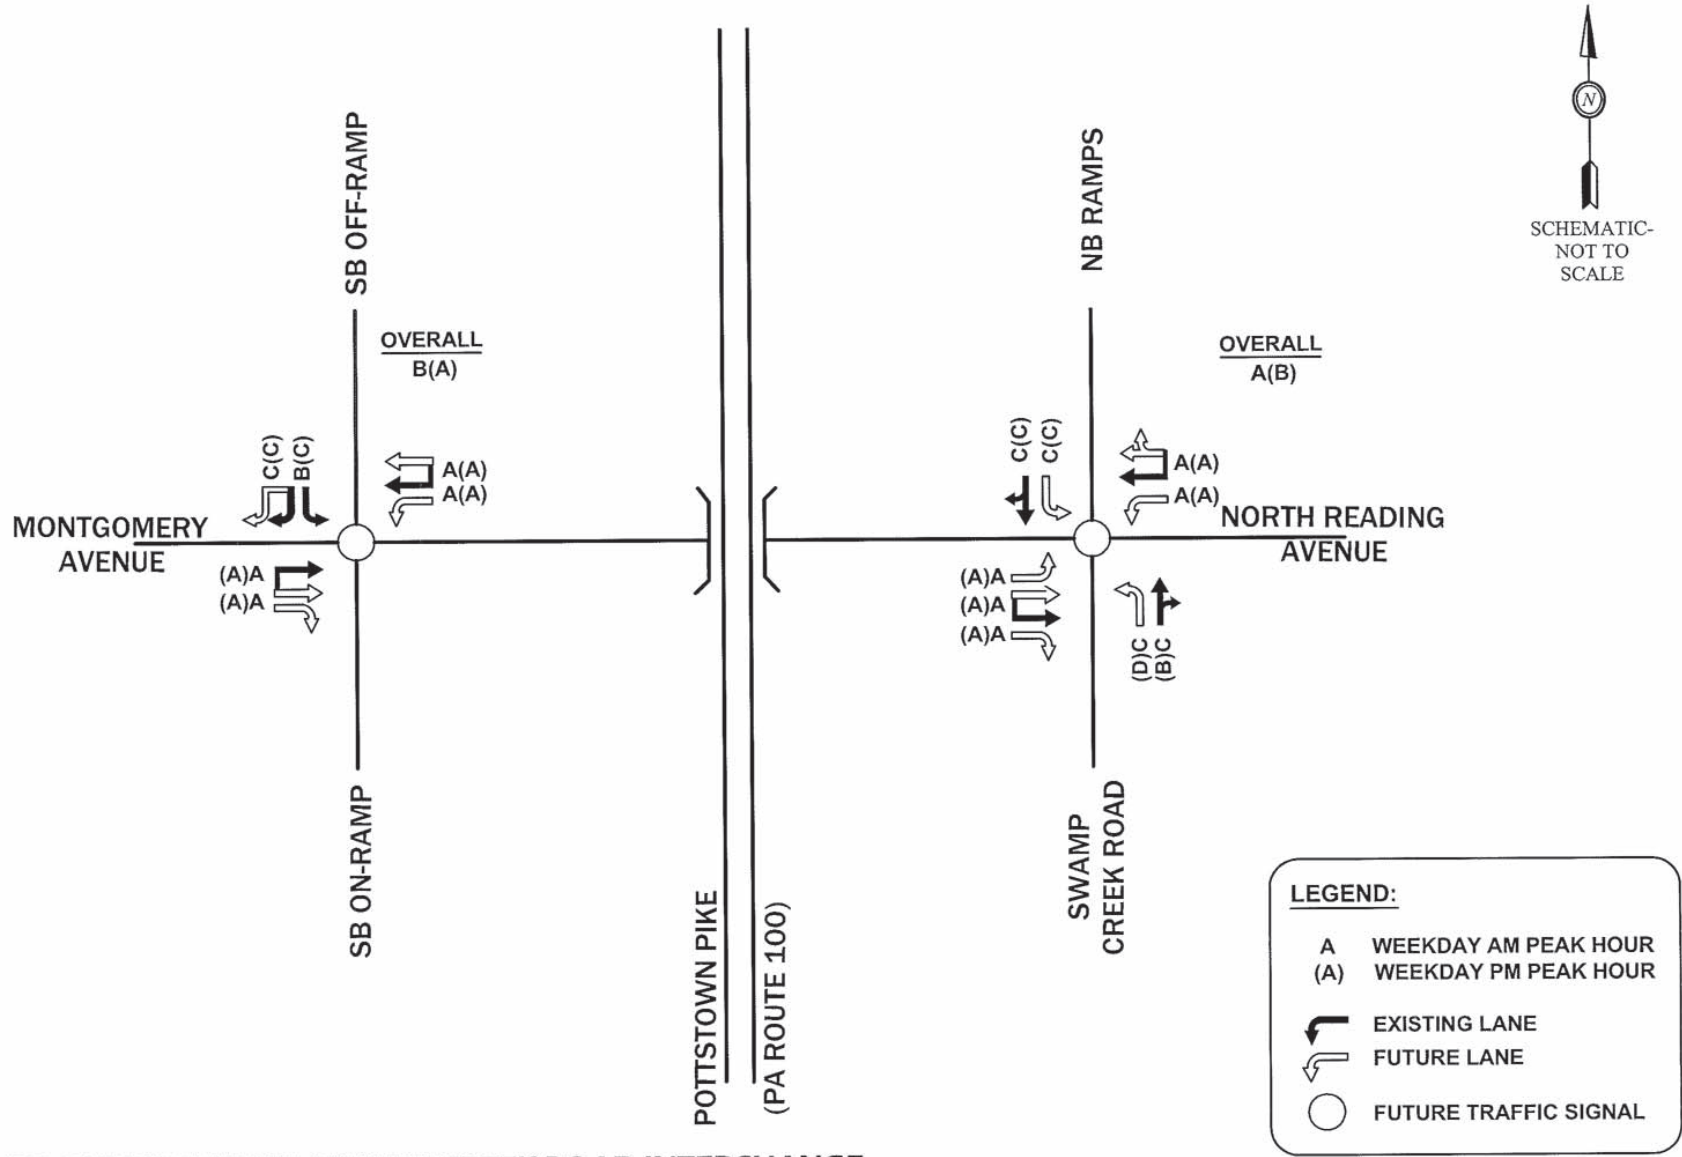 N
SCHEMATIC-
NOT TO
SCALE
SB OFF-RAMP
NB RAMPS
OVERALL
B(A)
OVERALL
A(B)
C(C)
B(C)
A(A)
A(A)
C(C)
C(C)
A(A)
A(A)
MONTGOMERY
AVENUE
NORTH READING
AVENUE
(A)A
(A)A
(A)A
(A)A
(A)A
(D)C
(B)C
SB ON-RAMP
SWAMP
CREEK ROAD
POTTSTOWN PIKE
(PA ROUTE 100)
LEGEND:
A WEEKDAY AM PEAK HOUR
(A) WEEKDAY PM PEAK HOUR
EXISTING LANE
FUTURE LANE
FUTURE TRAFFIC SIGNAL
INTERCHANGE